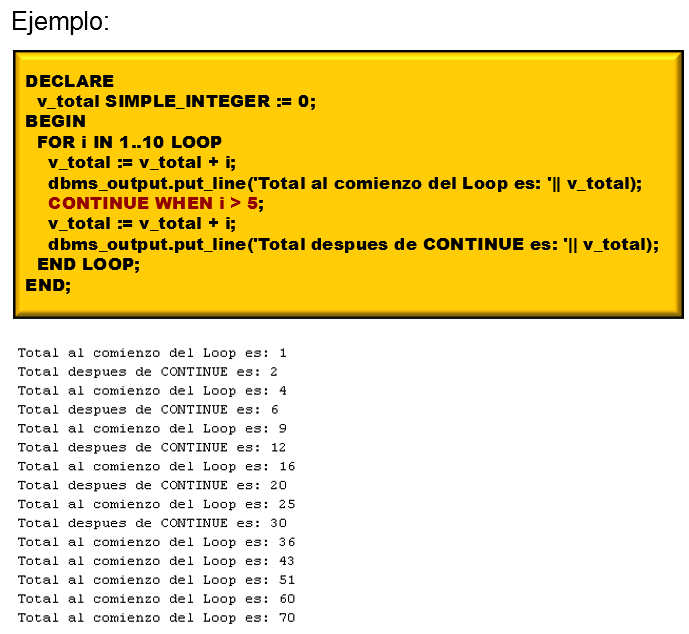 Ejemplo:
DECLARE
v_total SIMPLE_INTEGER := 0;
BEGIN
FOR i IN 1..10 LOOP
v_total := v_total + i;
dbms_output.put_line('Total al comienzo del Loop es: '|| v_total);
CONTINUE WHEN i > 5;
v_total := v_total + i;
dbms_output.put_line('Total despues de CONTINUE es: '|| v_total);
END LOOP;
END;
Total al comienzo del Loop es: 1
Total despues de CONTINUE es: 2
Total al comienzo del Loop es: 4
Total despues de CONTINUE es: 6
Total al comienzo del Loop es: 9
Total despues de CONTINUE es: 12
Total al comienzo del Loop es: 16
Total despues de CONTINUE es: 20
Total al comienzo del Loop es: 25
Total despues de CONTINUE es: 30
Total al comienzo del Loop es: 36
Total al comienzo del Loop es: 43
Total al comienzo del Loop es: 51
Total al comienzo del Loop es: 60
Total al comienzo del Loop es: 70